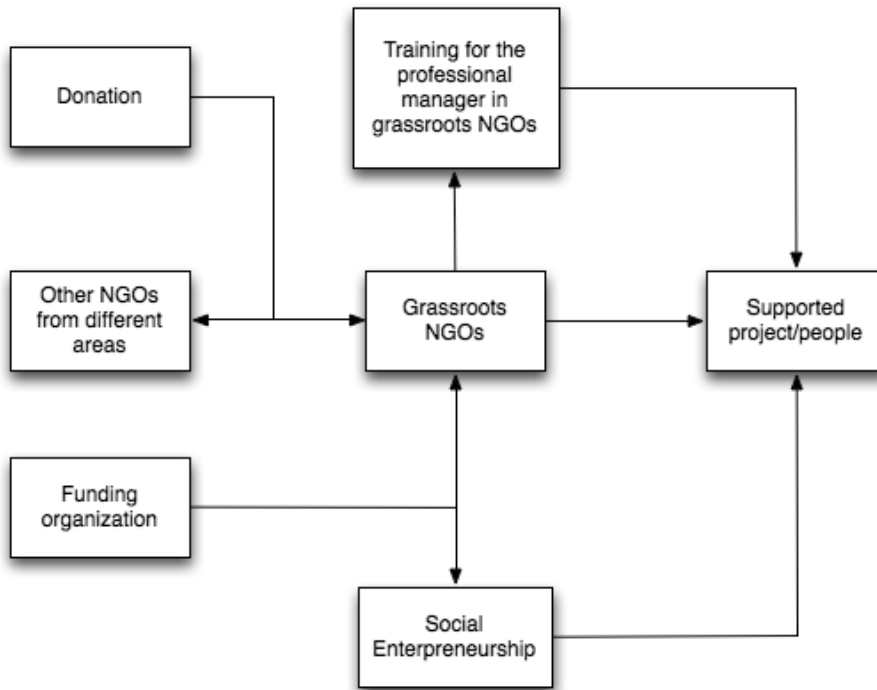 Donation
Training for the
professional
manager in
grassroots NGOs
Other NGOs
from different
areas
Grassroots
NGOs
Supported
project/people
Funding
organization
Social
Enterpreneurship